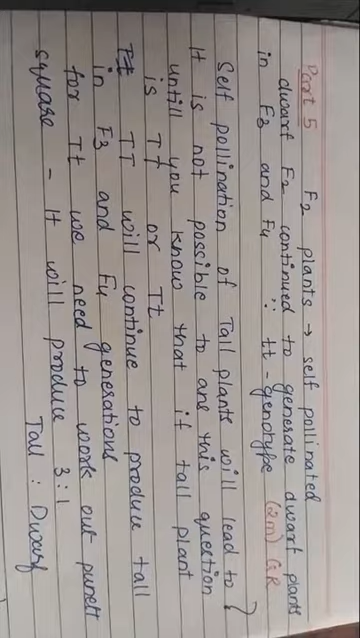 Part 5 F2 plants → self pollinated
dwarf F2 continued to generate dwarf plants
in F3 and F4 ∵ tt - genotype (2m) GR
Self pollination of Tall plants will lead to ?
It is not possible to ans this question
untill you know that if tall plant
is TT or Tt
TT will continue to produce tall
in F3 and F4 generations
for Tt we need to work out punett
square - It will produce 3:1
Tall : Dwarf